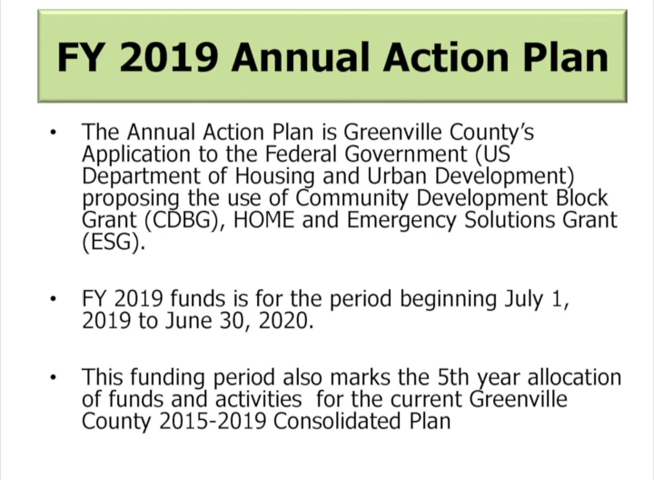 FY 2019 Annual Action Plan
• The Annual Action Plan is Greenville County's
Application to the Federal Government (US
Department of Housing and Urban Development)
proposing the use of Community Development Block
Grant (CDBG), HOME and Emergency Solutions Grant
(ESG).
• FY 2019 funds is for the period beginning July 1,
2019 to June 30, 2020.
• This funding period also marks the 5th year allocation
of funds and activities  for the current Greenville
County 2015-2019 Consolidated Plan